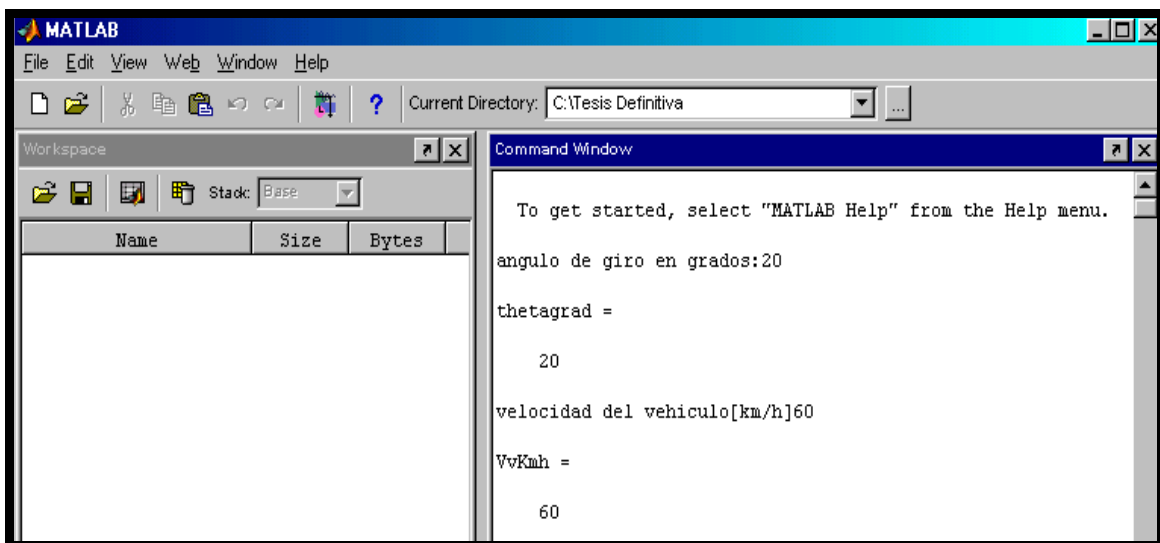 MATLAB
File Edit View Web Window Help
? Current Directory: C:\Tesis Definitiva ...
Workspace
Stack: Base
Name Size Bytes
Command Window
To get started, select "MATLAB Help" from the Help menu.
angulo de giro en grados:20
thetagrad =
20
velocidad del vehiculo[km/h]60
VvKmh =
60